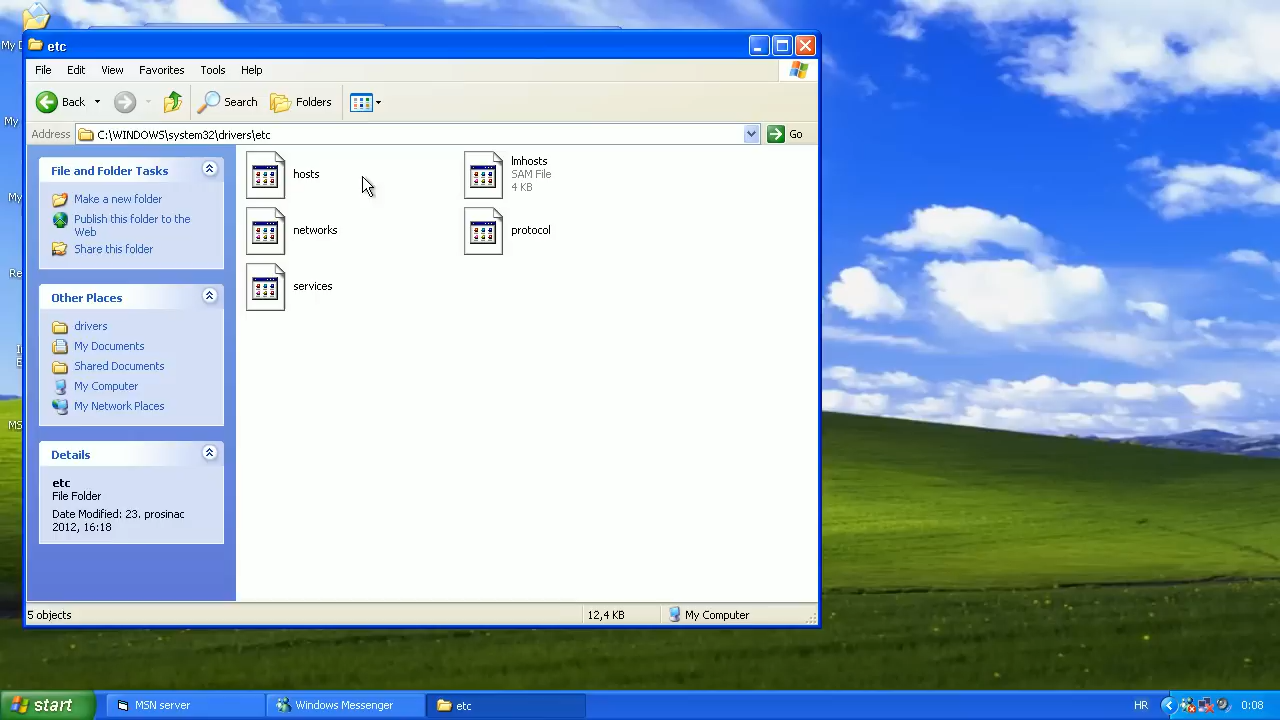 My D
etc
File Edit View Favorites Tools Help
Back Search Folders
Address C:\WINDOWS\system32\drivers\etc Go
My
My
Re
I
E
MS
File and Folder Tasks
Make a new folder
Publish this folder to the
Web
Share this folder
Other Places
drivers
My Documents
Shared Documents
My Computer
My Network Places
Details
etc
File Folder
Date Modified: 23. prosinac
2012, 16:18
hosts
lmhosts
SAM File
4 KB
networks
protocol
services
5 objects 12,4 KB My Computer
start MSN server Windows Messenger etc HR 0:08